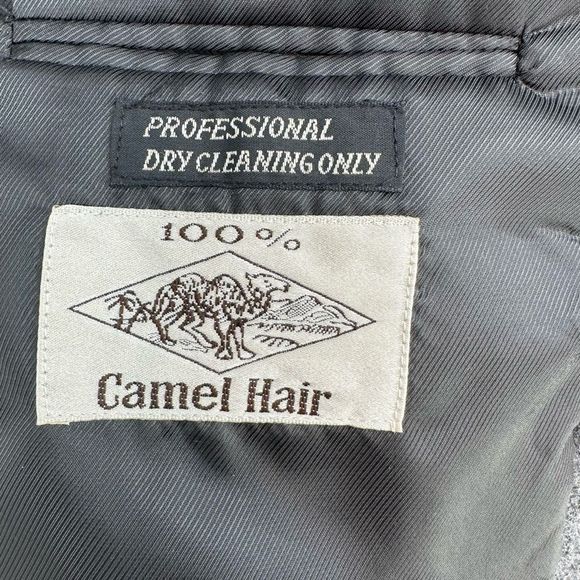 PROFESSIONAL
DRY CLEANING ONLY
100%
Camel Hair